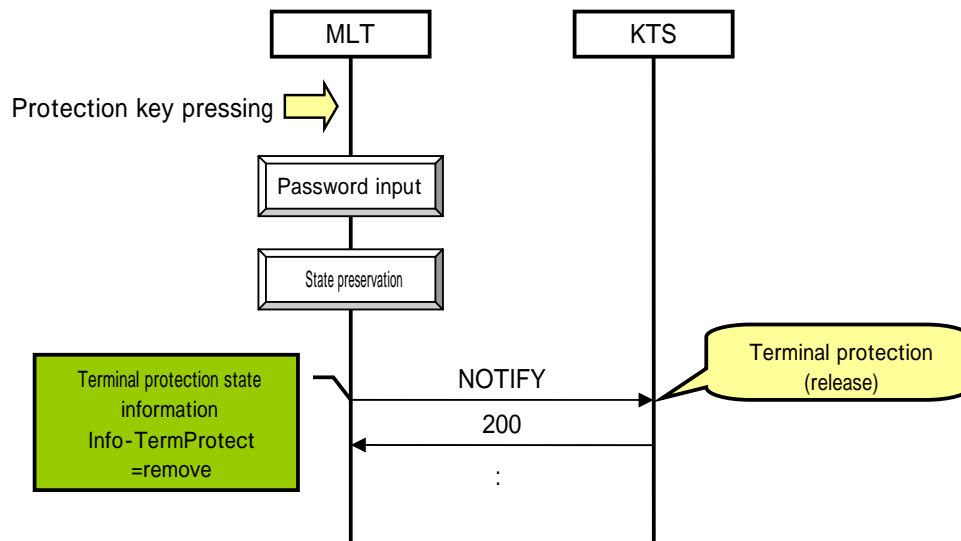 MLT
KTS
Protection key pressing
Password input
State preservation
Terminal protection state
information
Info-TermProtect
=remove
NOTIFY
Terminal protection
(release)
200
: